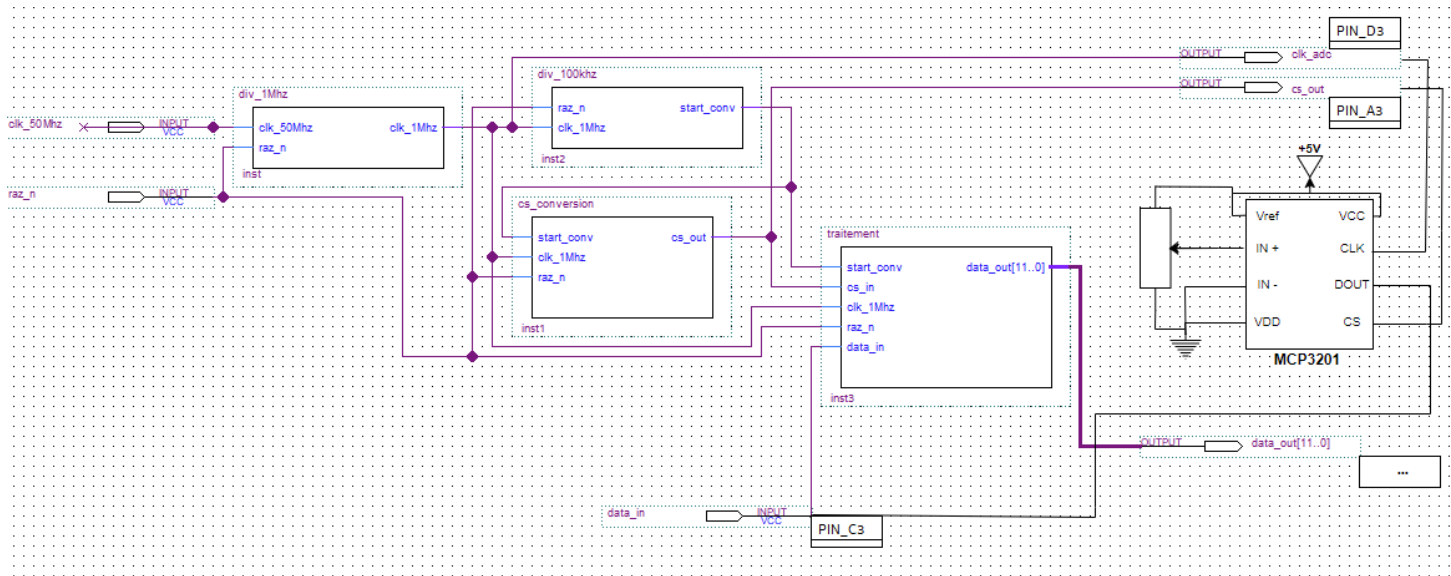 PIN_D3
OUTPUT
clk_adc
div_100khz
OUTPUT
cs_out
div_1Mhz
raz_n
start_conv
PIN_A3
clk_50Mhz
INPUT
VCC
clk_50Mhz
clk_1Mhz
clk_1Mhz
raz_n
+5V
inst
inst2
raz_n
INPUT
VCC
cs_conversion
Vref
VCC
start_conv
cs_out
traitement
IN +
CLK
clk_1Mhz
start_conv
data_out[11..0]
raz_n
cs_in
IN -
DOUT
clk_1Mhz
inst1
raz_n
VDD
CS
data_in
MCP3201
inst3
OUTPUT
data_out[11..0]
...
data_in
INPUT
VCC
PIN_C3